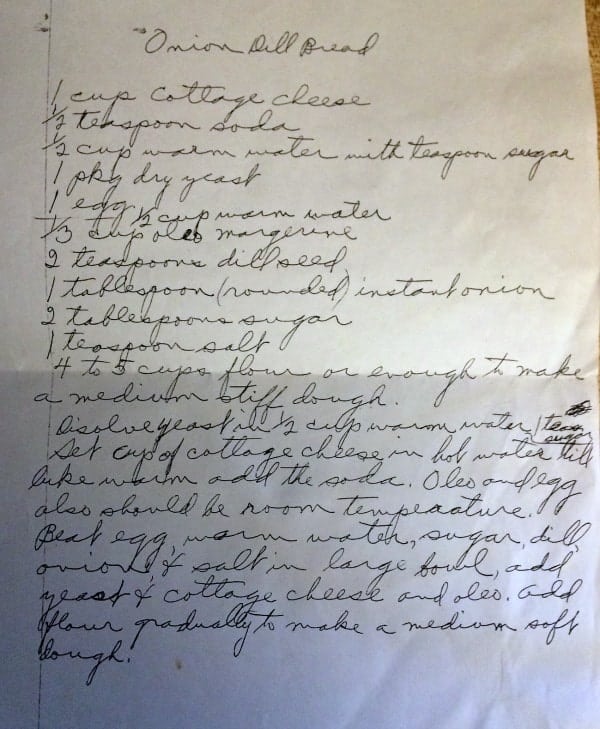 Onion Dill Bread
1 cup cottage cheese
1/2 teaspoon soda
1/2 cup warm water with teaspoon sugar
1 pkg dry yeast
1 egg 1/2 cup warm water
1/3 cup oleo margerine
2 teaspoons dill seed
1 tablespoon (rounded) instant onion
2 tablespoons sugar
1 teaspoon salt
4 to 5 cups flour or enough to make
a medium stiff dough.
Disolve yeast in 1/2 cup warm water 1 teas sugar
Set cup of cottage cheese in hot water till
luke warm add the soda. Oleo and egg
also should be room temperature.
Beat egg, warm water, sugar, dill,
onion & salt in large bowl, add
yeast & cottage cheese and oleo. Add
flour gradually to make a medium soft
dough.